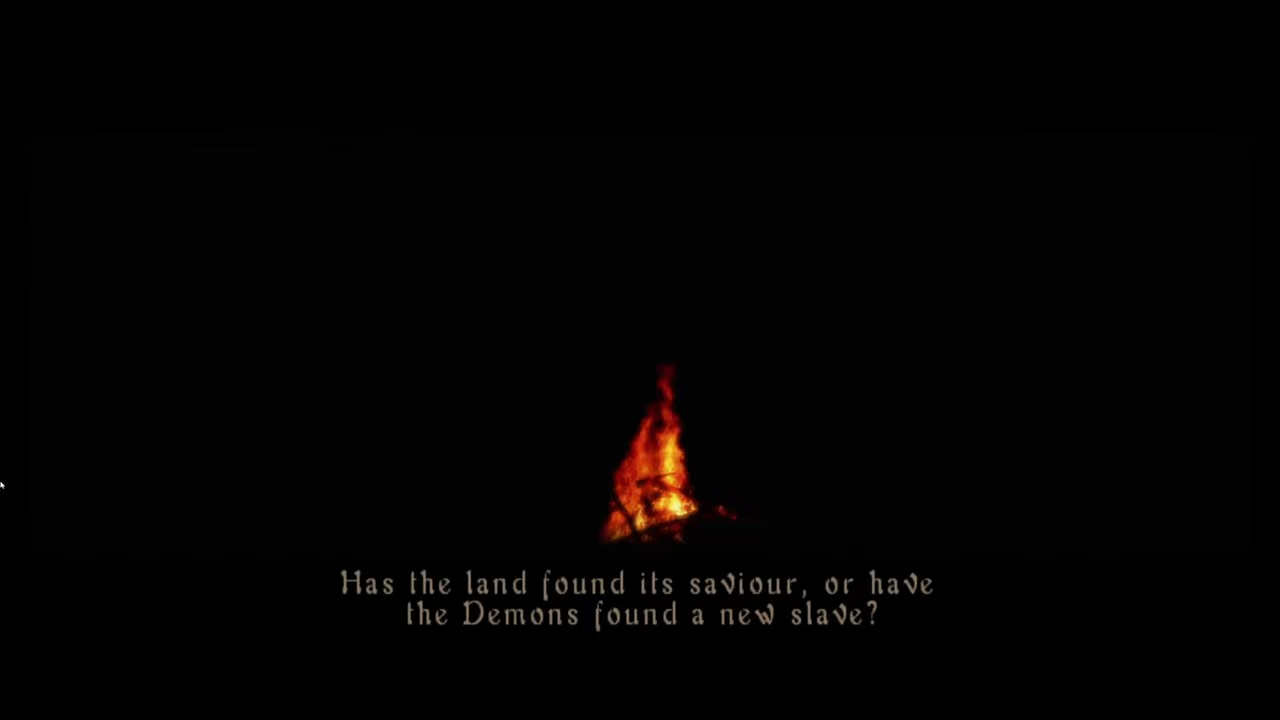 Has the land found its saviour, or have
the Demons found a new slave?